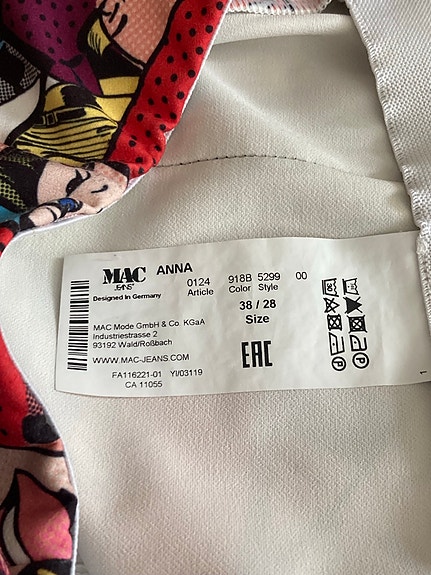 MAC
JEANS
ANNA
Designed In Germany
0124 918B 5299 00
Article Color Style
38 / 28
Size
MAC Mode GmbH & Co. KGaA
Industriestrasse 2
93192 Wald/Roßbach
WWW.MAC-JEANS.COM
FA116221-01 YI/03119
CA 11055
EAC
P
P
1